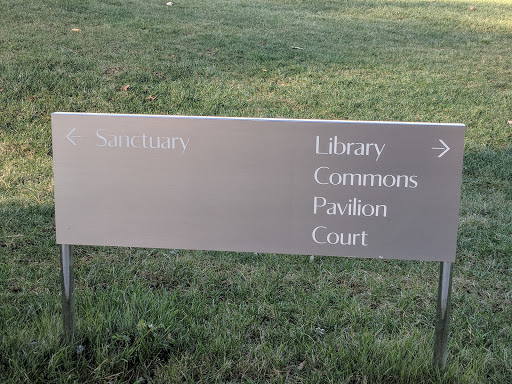 ← Sanctuary
Library →
Commons
Pavilion
Court